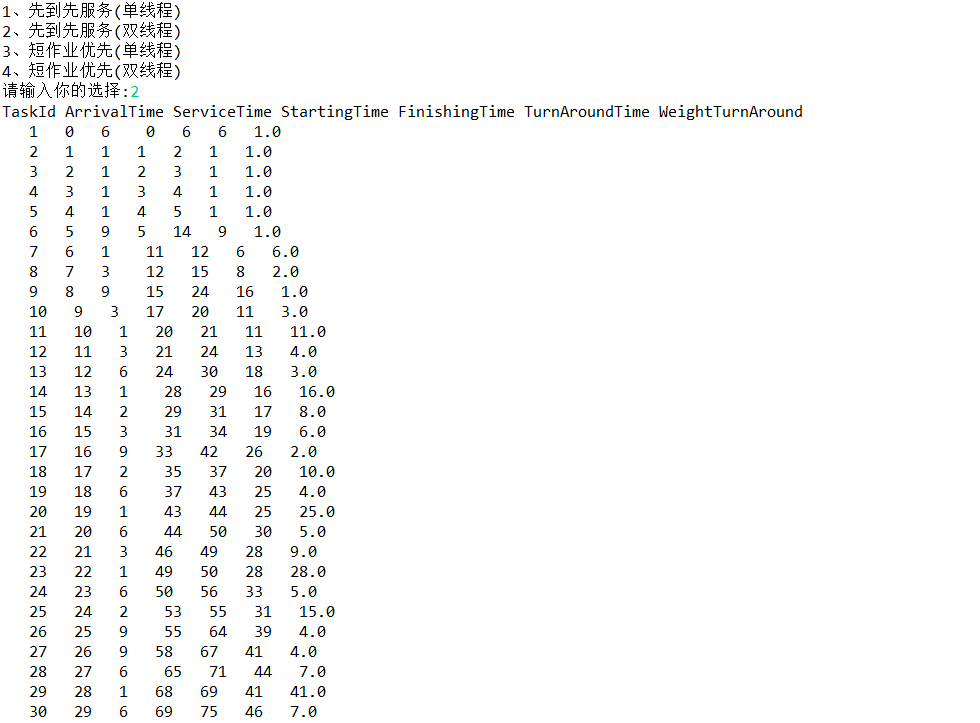 1、先到先服务(单线程)
2、先到先服务(双线程)
3、短作业优先(单线程)
4、短作业优先(双线程)
请输入你的选择:2
TaskId ArrivalTime ServiceTime StartingTime FinishingTime TurnAroundTime WeightTurnAround
1 0 6 0 6 6 1.0
2 1 1 1 2 1 1.0
3 2 1 2 3 1 1.0
4 3 1 3 4 1 1.0
5 4 1 4 5 1 1.0
6 5 9 5 14 9 1.0
7 6 1 11 12 6 6.0
8 7 3 12 15 8 2.0
9 8 9 15 24 16 1.0
10 9 3 17 20 11 3.0
11 10 1 20 21 11 11.0
12 11 3 21 24 13 4.0
13 12 6 24 30 18 3.0
14 13 1 28 29 16 16.0
15 14 2 29 31 17 8.0
16 15 3 31 34 19 6.0
17 16 9 33 42 26 2.0
18 17 2 35 37 20 10.0
19 18 6 37 43 25 4.0
20 19 1 43 44 25 25.0
21 20 6 44 50 30 5.0
22 21 3 46 49 28 9.0
23 22 1 49 50 28 28.0
24 23 6 50 56 33 5.0
25 24 2 53 55 31 15.0
26 25 9 55 64 39 4.0
27 26 9 58 67 41 4.0
28 27 6 65 71 44 7.0
29 28 1 68 69 41 41.0
30 29 6 69 75 46 7.0